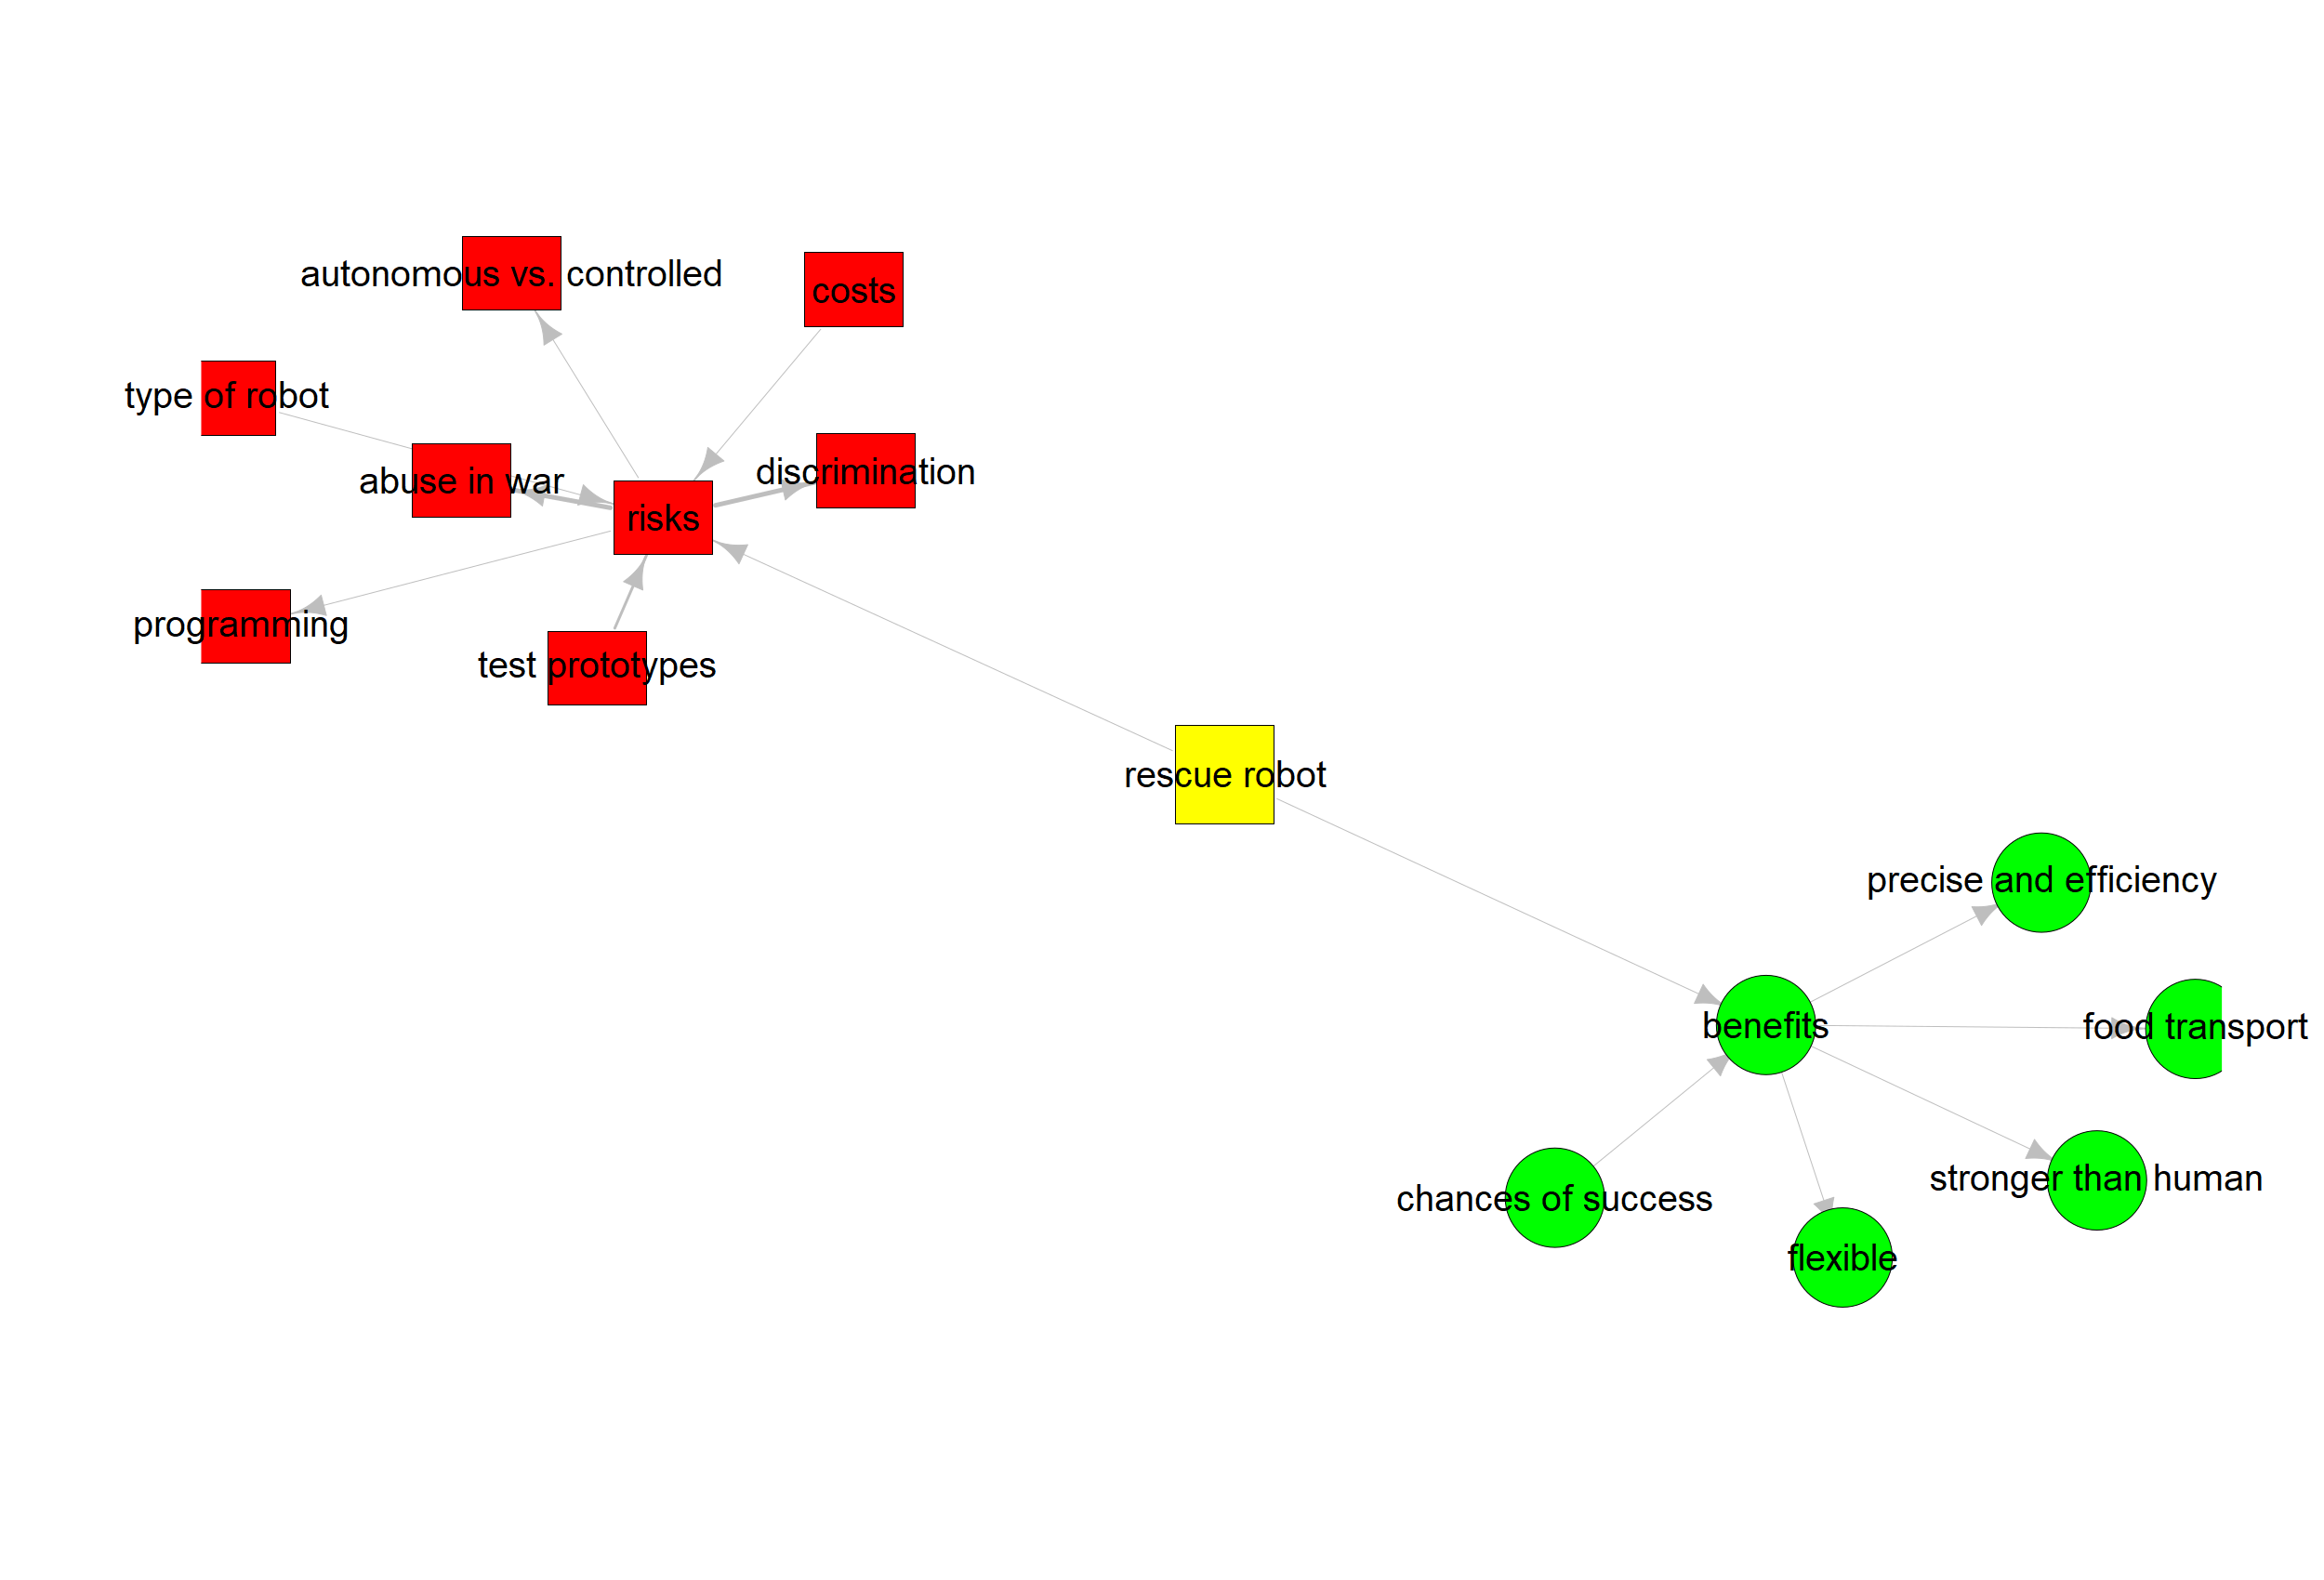 autonomous vs. controlled
costs
type of robot
discrimination
abuse in war
risks
programming
test prototypes
rescue robot
precise and efficiency
benefits
food transport
stronger than human
chances of success
flexible